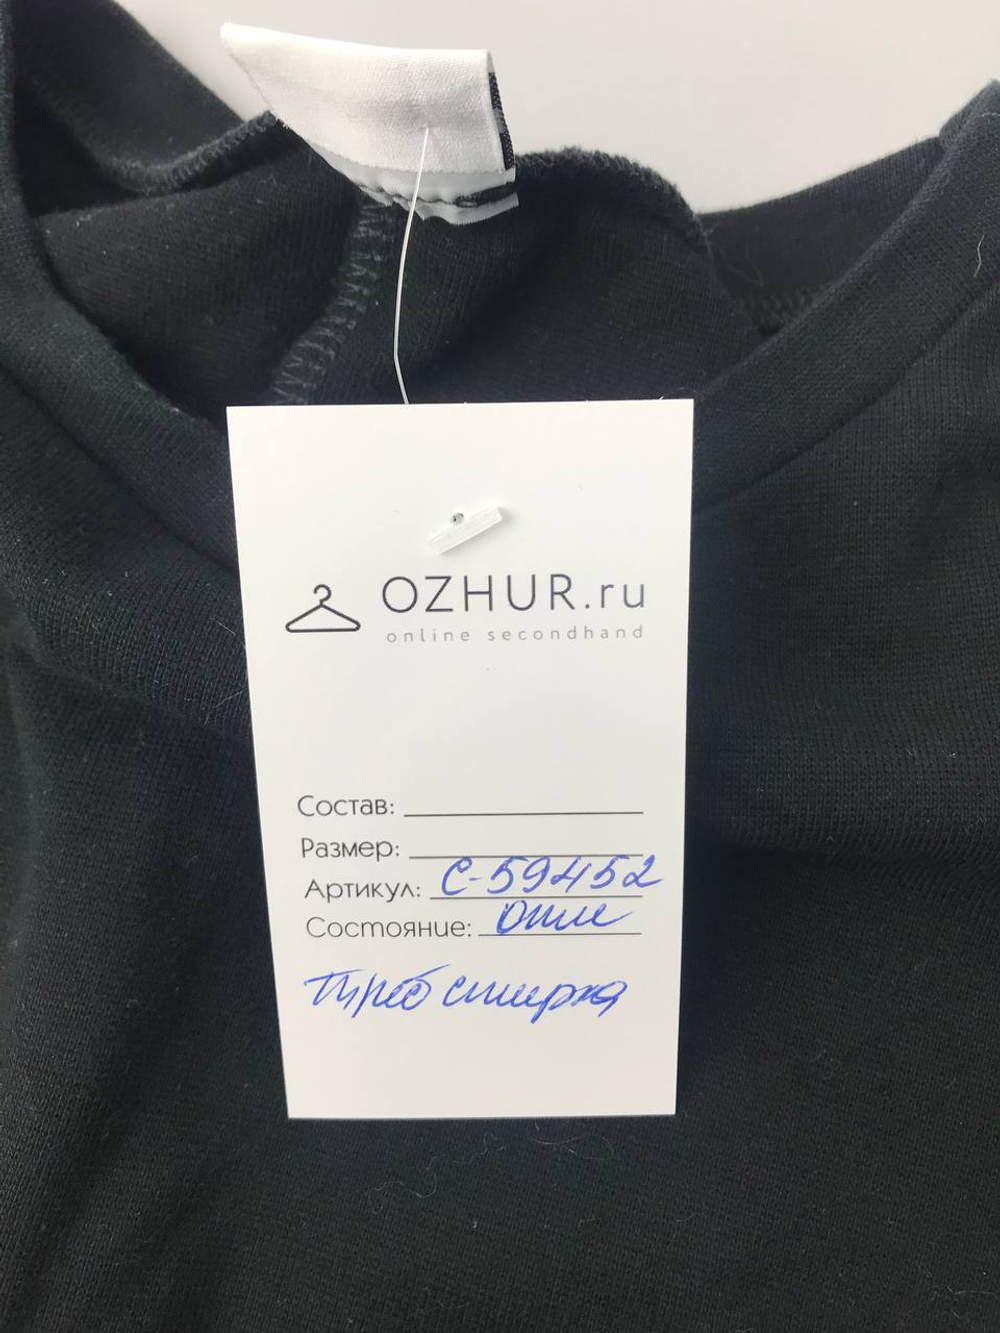 OZHUR.ru
online secondhand
Состав:
Размер:
Артикул: С-59452
Состояние: Отл
треб стирка